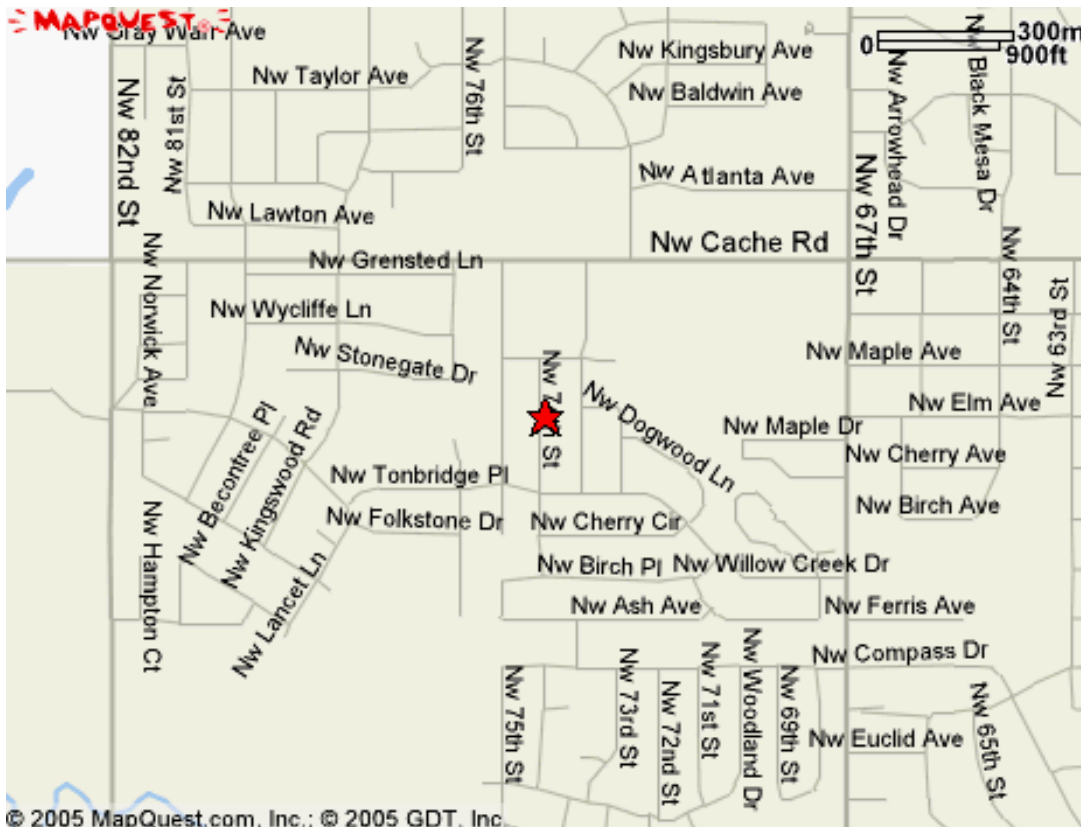 MAPQUEST
300m
0
900ft
Nw Gray Warr Ave
Nw Kingsbury Ave
Nw Taylor Ave
Nw 76th St
Nw Baldwin Ave
Nw 82nd St
Nw 81st St
Nw Arrowhead Dr
Nw Black Mesa Dr
Nw Atlanta Ave
Nw 67th St
Nw Lawton Ave
Nw Cache Rd
Nw Grensted Ln
Nw Norwick Ave
Nw 64th St
Nw 63rd St
Nw Wycliffe Ln
Nw Stonegate Dr
Nw Maple Ave
Nw
St
Nw Dogwood Ln
Nw Elm Ave
Nw Becontree Pl
Nw Kingswood Rd
Nw Maple Dr
Nw Cherry Ave
Nw Tonbridge Pl
Nw Birch Ave
Nw Folkstone Dr
Nw Cherry Cir
Nw Hampton Ct
Nw Lancet Ln
Nw Birch Pl
Nw Willow Creek Dr
Nw Ash Ave
Nw Ferris Ave
Nw Compass Dr
Nw 75th St
Nw 73rd St
Nw 72nd St
Nw 71st St
Nw Woodland Dr
Nw 69th St
Nw 65th St
Nw Euclid Ave
© 2005 MapQuest.com, Inc.; © 2005 GDT, Inc.